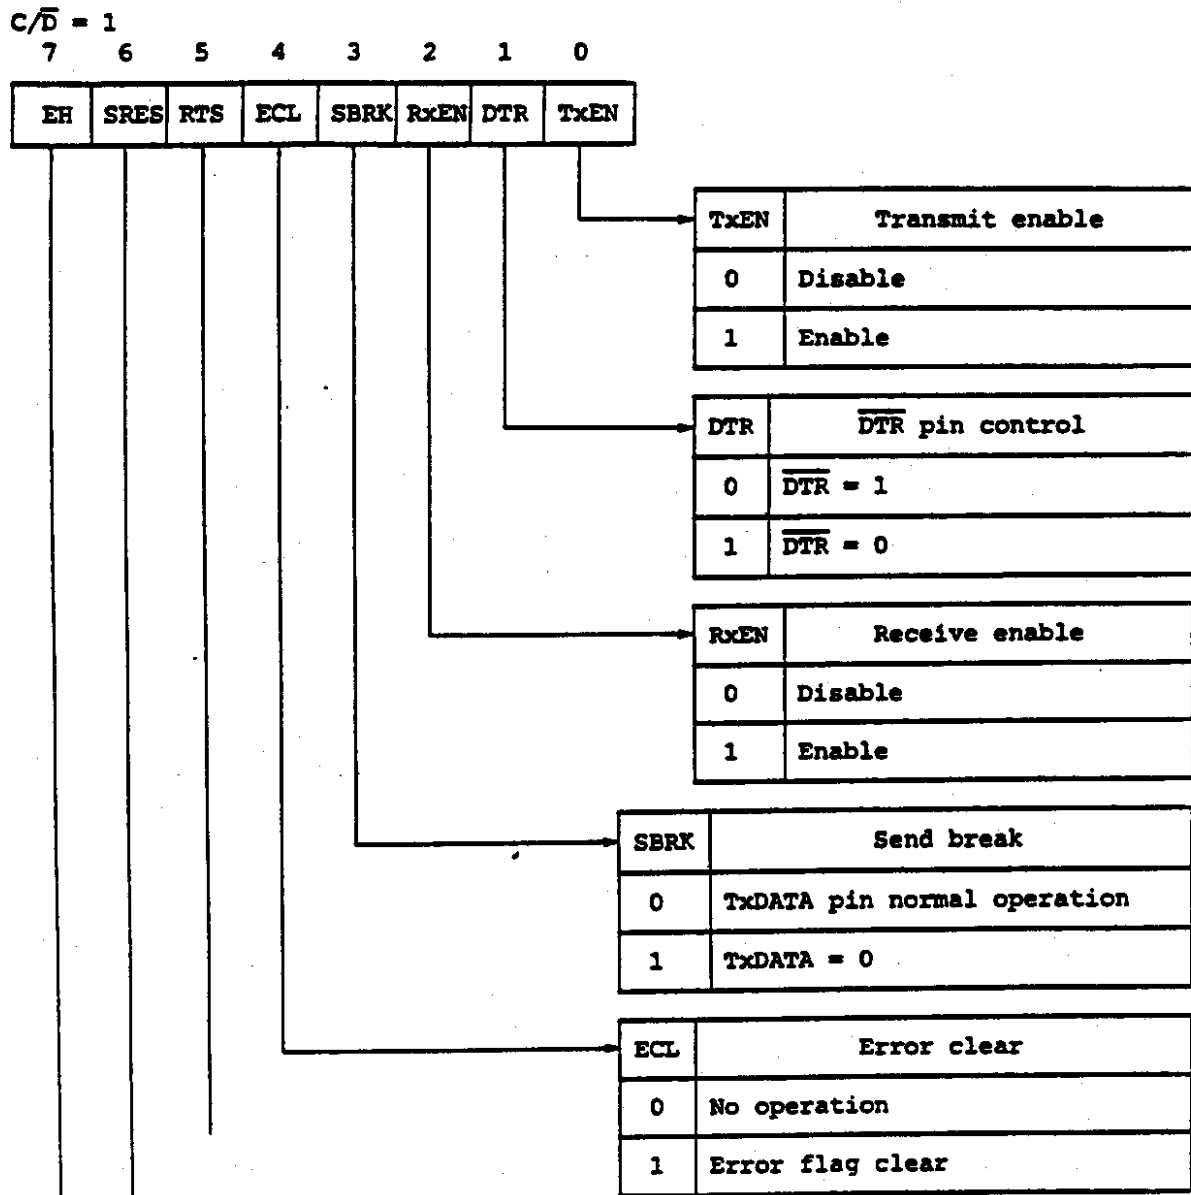 C/D̅ = 1
7 6 5 4 3 2 1 0
EH SRES RTS ECL SBRK RxEN DTR TxEN
TxEN Transmit enable
0 Disable
1 Enable
DTR D̅T̅R̅ pin control
0 D̅T̅R̅ = 1
1 D̅T̅R̅ = 0
RxEN Receive enable
0 Disable
1 Enable
SBRK Send break
0 TxDATA pin normal operation
1 TxDATA = 0
ECL Error clear
0 No operation
1 Error flag clear